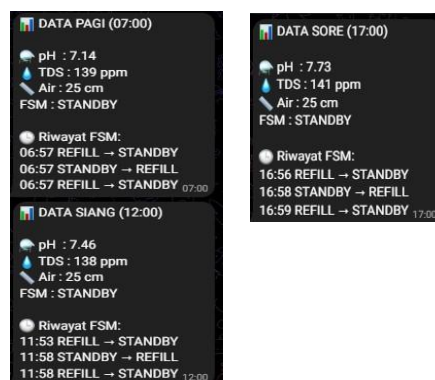 DATA PAGI (07:00)
pH : 7.14
TDS : 139 ppm
Air : 25 cm
FSM : STANDBY
Riwayat FSM:
06:57 REFILL → STANDBY
06:57 STANDBY → REFILL
06:57 REFILL → STANDBY 07:00
DATA SIANG (12:00)
pH : 7.46
TDS : 138 ppm
Air : 25 cm
FSM : STANDBY
Riwayat FSM:
11:53 REFILL → STANDBY
11:58 STANDBY → REFILL
11:58 REFILL → STANDBY 12:00
DATA SORE (17:00)
pH : 7.73
TDS : 141 ppm
Air : 25 cm
FSM : STANDBY
Riwayat FSM:
16:56 REFILL → STANDBY
16:58 STANDBY → REFILL
16:59 REFILL → STANDBY 17:00